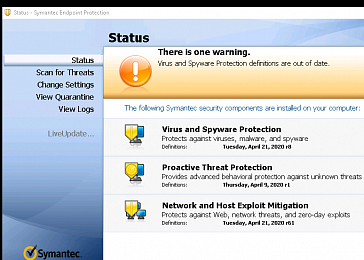 Status - Symantec Endpoint Protection
Status
There is one warning.
Virus and Spyware Protection definitions are out of date.
Status
Scan for Threats
Change Settings
View Quarantine
View Logs
LiveUpdate...
The following Symantec security components are installed on your computer:
Virus and Spyware Protection
Protects against viruses, malware, and spyware
Definitions: Tuesday, April 21, 2020 r8
Proactive Threat Protection
Provides advanced behavioral protection against unknown threats
Definitions: Thursday, April 9, 2020 r1
Network and Host Exploit Mitigation
Protects against Web, network threats, and zero-day exploits
Definitions: Tuesday, April 21, 2020 r61
Symantec.